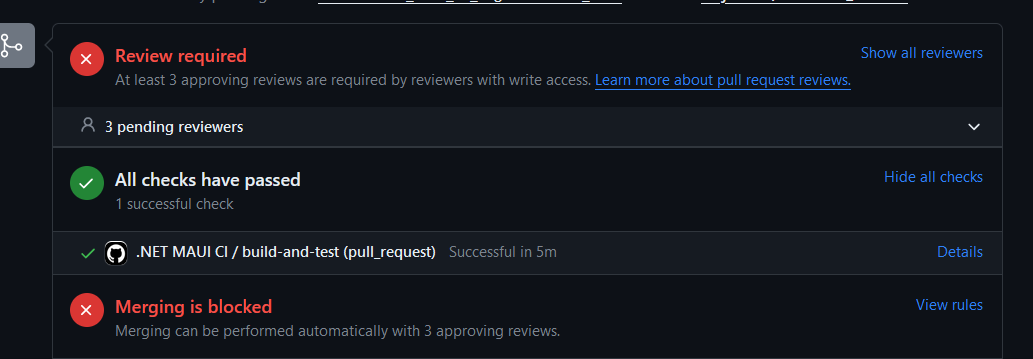 Review required
Show all reviewers
At least 3 approving reviews are required by reviewers with write access. Learn more about pull request reviews.
3 pending reviewers
All checks have passed
Hide all checks
1 successful check
.NET MAUI CI / build-and-test (pull_request) Successful in 5m
Details
Merging is blocked
View rules
Merging can be performed automatically with 3 approving reviews.